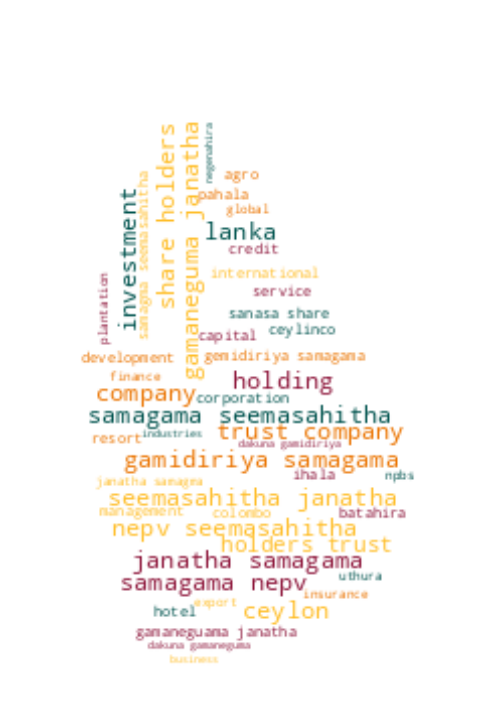 negenahira
share holders
gamaneguma janatha
samagma seemasahitha
agro
pahala
investment
global
lanka
credit
plantation
international
service
sanasa share
ceylinco
capital
development
gemidiriya samagama
finance
holding
company
corporation
samagama seemasahitha
trust company
resort
industries
dakuna gamidiriya
gamidiriya samagama
ihala
npbs
janatha samagma
seemasahitha janatha
management
colombo
batahira
nepv seemasahitha
holders trust
janatha samagama
uthura
samagama nepv
insurance
export
hotel
ceylon
gamaneguama janatha
dakuna gamaneguma
business